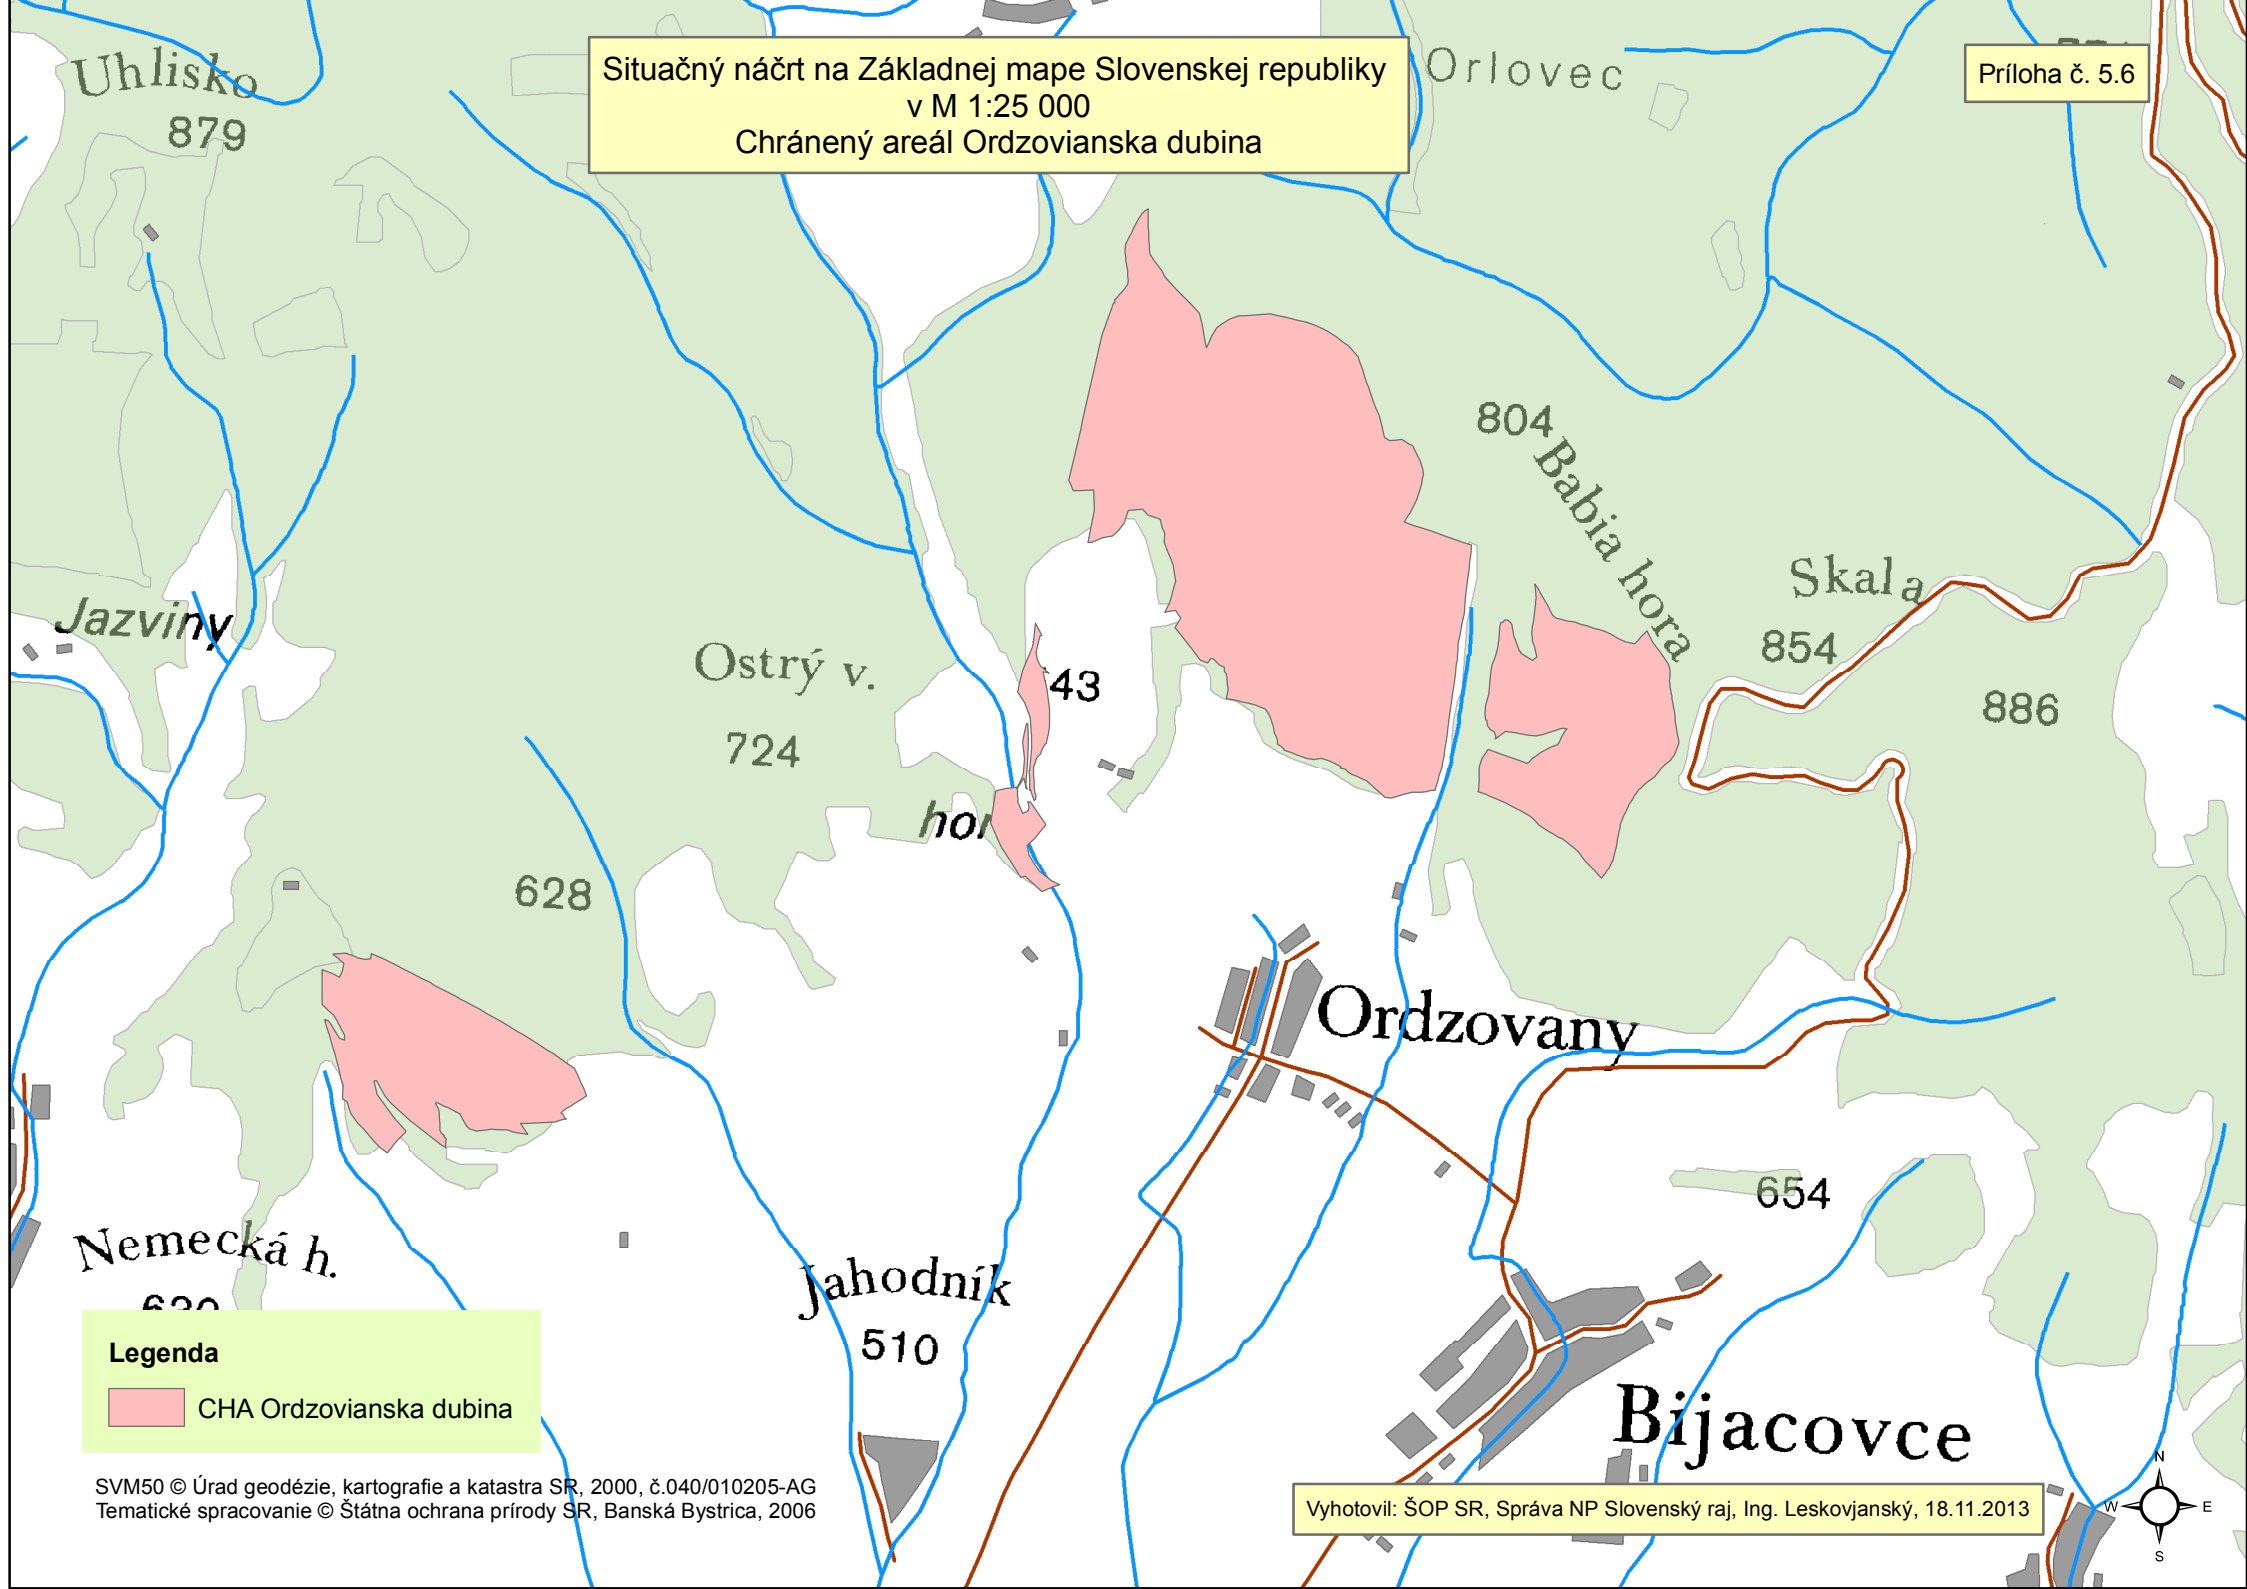 Situačný náčrt na Základnej mape Slovenskej republiky
v M 1:25 000
Chránený areál Ordzovianska dubina
Príloha č. 5.6
Uhlisko
879
Orlovec
804
Babia hora
Skala
854
886
Jazviny
Ostrý v.
724
43
hor
628
Ordzovany
654
Nemecká h.
Jahodník
510
Bijacovce
Legenda
CHA Ordzovianska dubina
SVM50 © Úrad geodézie, kartografie a katastra SR, 2000, č.040/010205-AG
Tematické spracovanie © Štátna ochrana prírody SR, Banská Bystrica, 2006
Vyhotovil: ŠOP SR, Správa NP Slovenský raj, Ing. Leskovjanský, 18.11.2013
N
W E
S